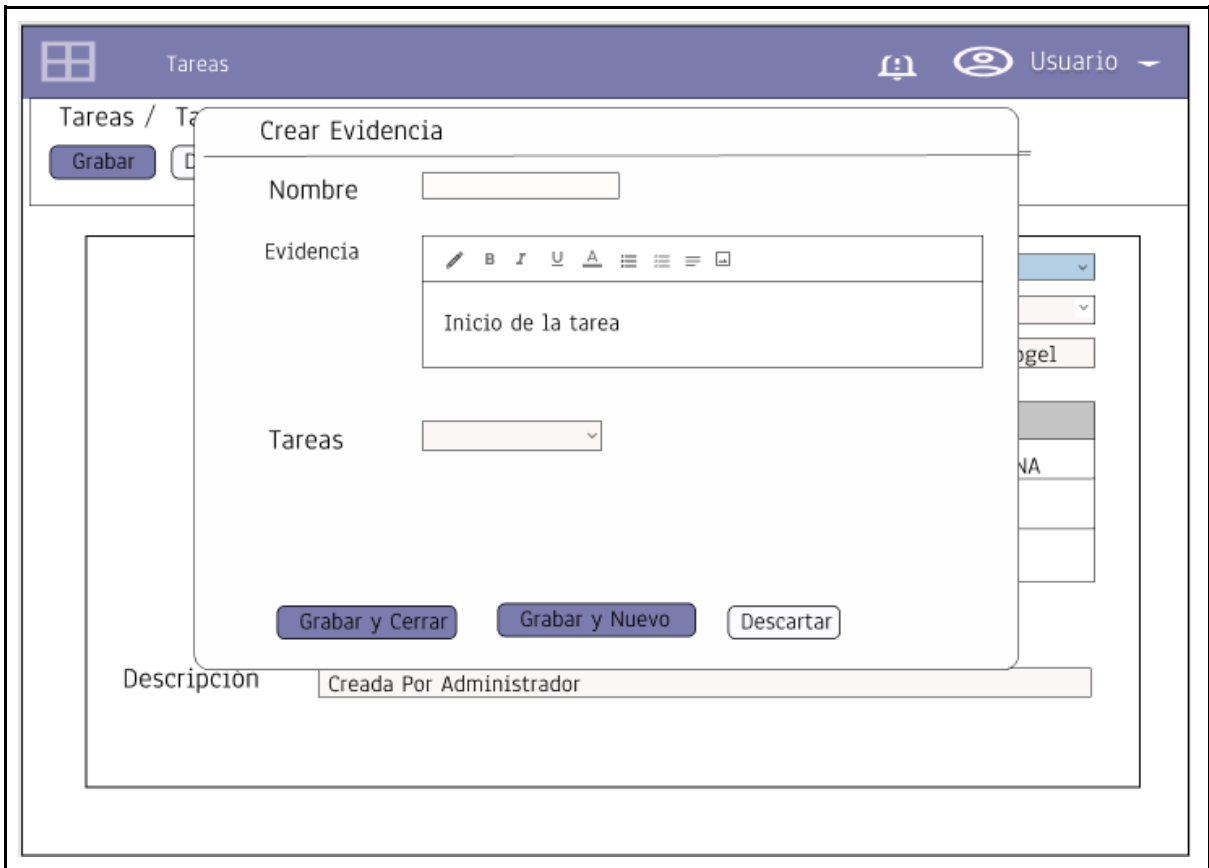 Tareas
Usuario
Tareas /
Crear Evidencia
Grabar
Nombre
Evidencia
B I U A
Inicio de la tarea
Tareas
Grabar y Cerrar
Grabar y Nuevo
Descartar
Descripción
Creada Por Administrador